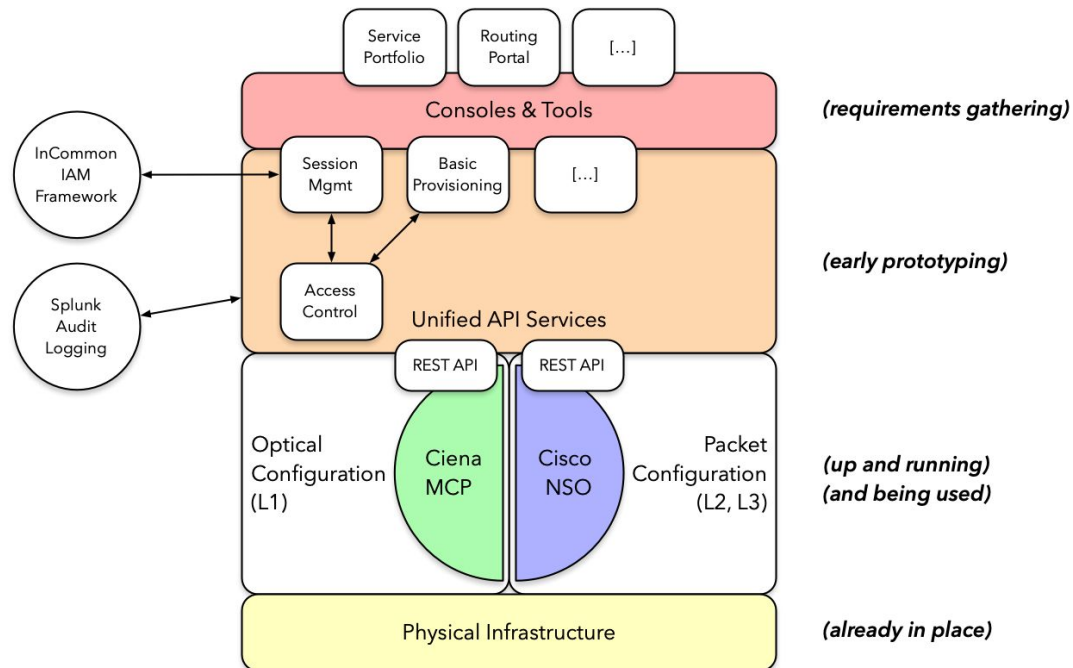 Service
Portfolio
Routing
Portal
[...]
Consoles & Tools
(requirements gathering)
InCommon
IAM
Framework
Session
Mgmt
Basic
Provisioning
[...]
(early prototyping)
Splunk
Audit
Logging
Access
Control
Unified API Services
REST API
REST API
Optical
Configuration
(L1)
Ciena
MCP
Cisco
NSO
Packet
Configuration
(L2, L3)
(up and running)
(and being used)
Physical Infrastructure
(already in place)